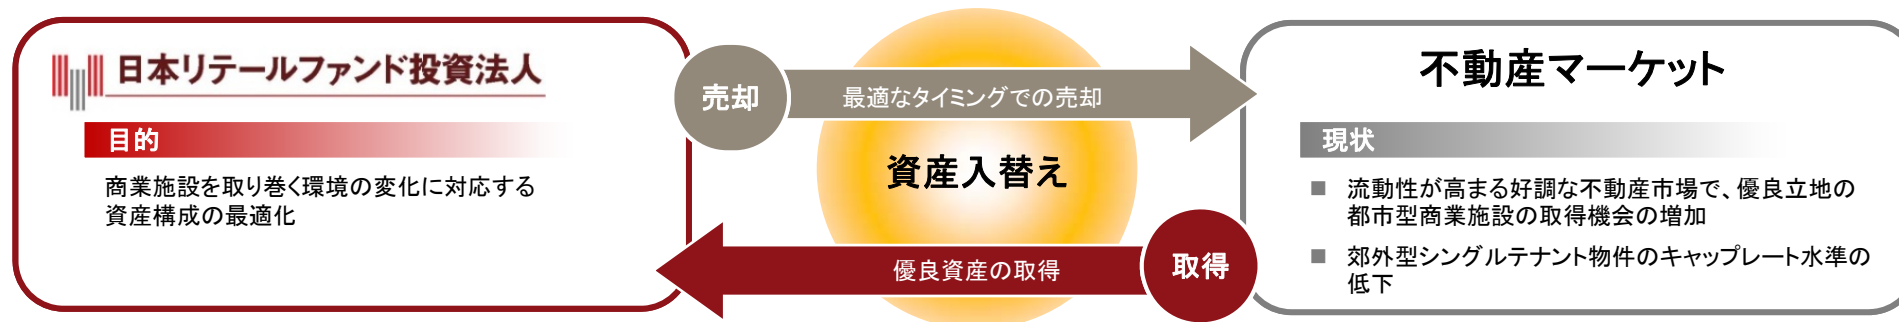 日本リテールファンド投資法人
目的
商業施設を取り巻く環境の変化に対応する
資産構成の最適化
売却
最適なタイミングでの売却
資産入替え
優良資産の取得
取得
不動産マーケット
現状
■ 流動性が高まる好調な不動産市場で、優良立地の
都市型商業施設の取得機会の増加
■ 郊外型シングルテナント物件のキャップレート水準の
低下